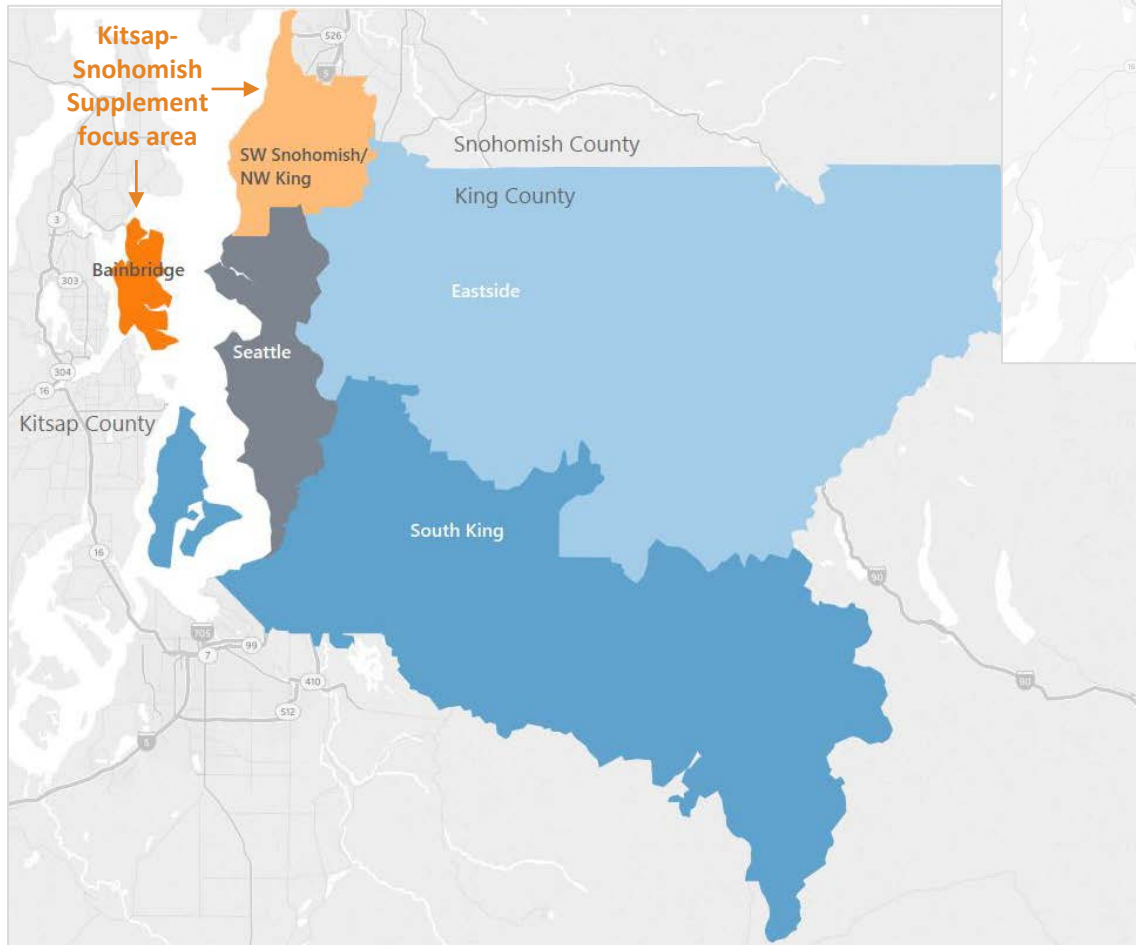 Kitsap-
Snohomish
Supplement
focus area
526
5
SW Snohomish/
NW King
Snohomish County
King County
3
Bainbridge
303
Eastside
Seattle
304
16
Kitsap County
South King
16
90
705
99
7
410
512
5
90